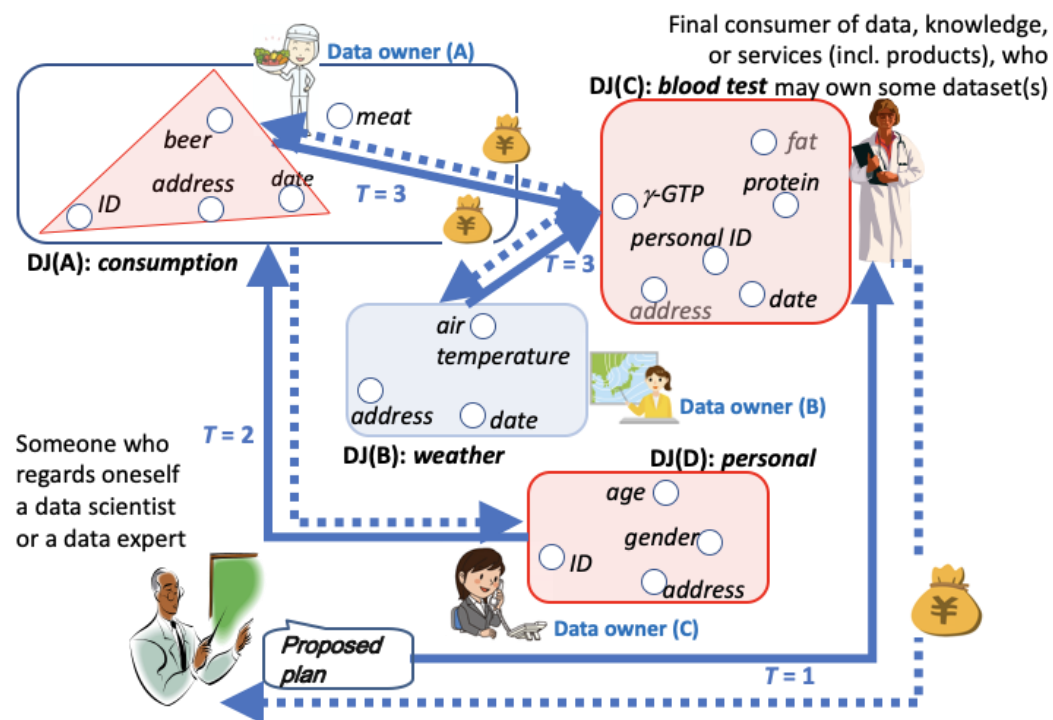 Data owner (A)
Final consumer of data, knowledge,
or services (incl. products), who
DJ(C): blood test may own some dataset(s)
meat
beer
fat
ID
address
date
T = 3
¥
¥
γ-GTP
protein
personal ID
address
date
DJ(A): consumption
T = 3
air
temperature
address
date
Data owner (B)
DJ(B): weather
T = 2
Someone who
regards oneself
a data scientist
or a data expert
DJ(D): personal
age
gender
ID
address
Data owner (C)
¥
Proposed
plan
T = 1